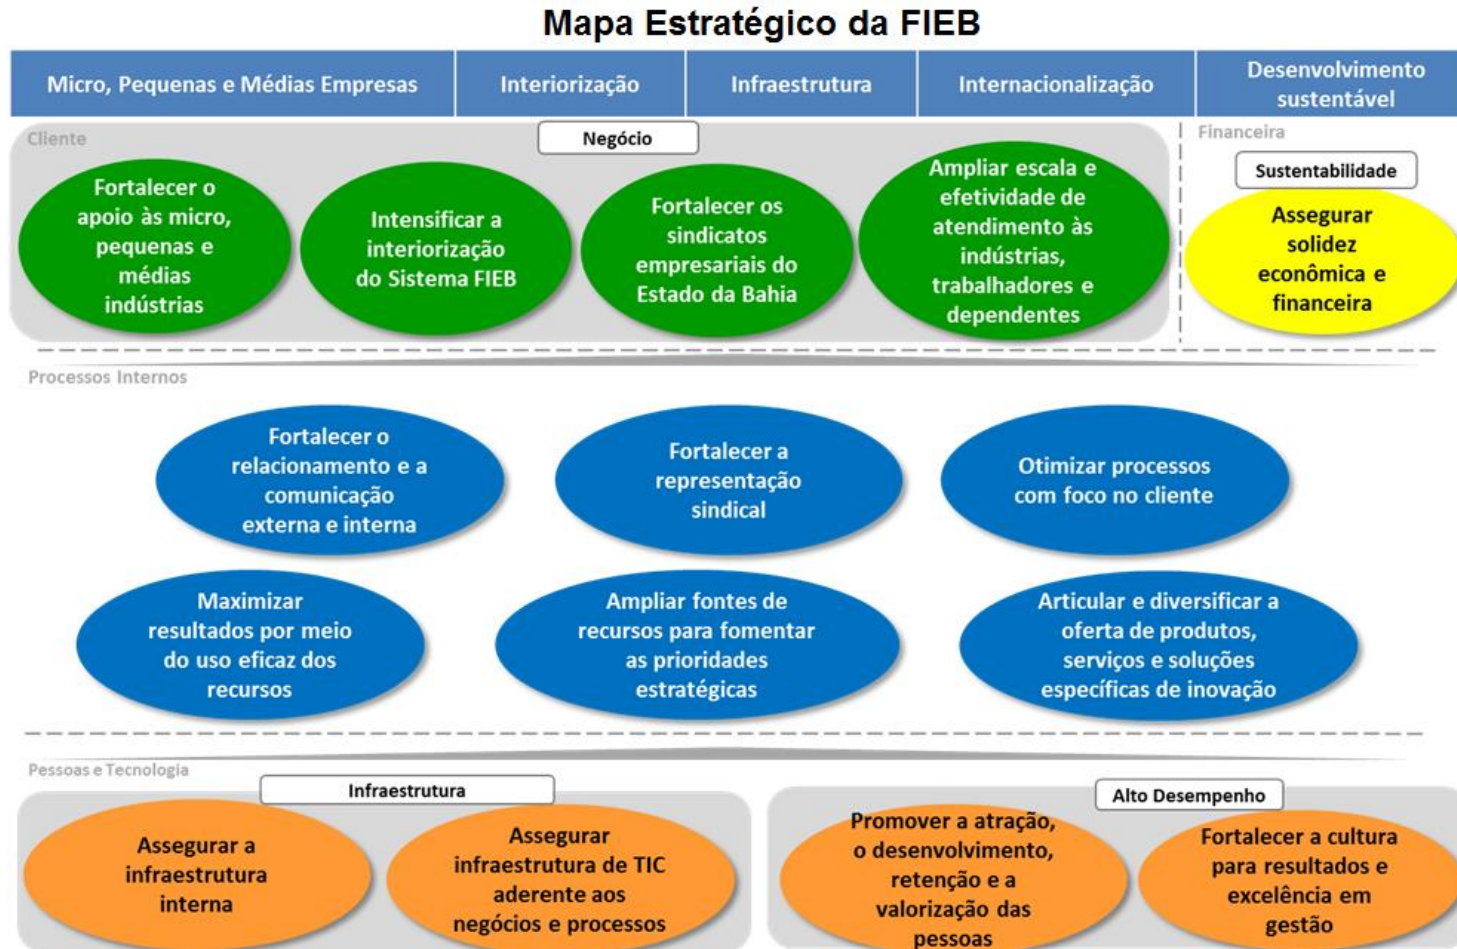 Mapa Estratégico da FIEB
Micro, Pequenas e Médias Empresas
Interiorização
Infraestrutura
Internacionalização
Desenvolvimento
sustentável
Cliente
Negócio
Financeira
Sustentabilidade
Fortalecer o
apoio às micro,
pequenas e
médias
indústrias
Intensificar a
interiorização
do Sistema FIEB
Fortalecer os
sindicatos
empresariais do
Estado da Bahia
Ampliar escala e
efetividade de
atendimento às
indústrias,
trabalhadores e
dependentes
Assegurar
solidez
econômica e
financeira
Processos Internos
Fortalecer o
relacionamento e a
comunicação
externa e interna
Fortalecer a
representação
sindical
Otimizar processos
com foco no cliente
Maximizar
resultados por meio
do uso eficaz dos
recursos
Ampliar fontes de
recursos para fomentar
as prioridades
estratégicas
Articular e diversificar a
oferta de produtos,
serviços e soluções
específicas de inovação
Pessoas e Tecnologia
Infraestrutura
Alto Desempenho
Assegurar a
infraestrutura
interna
Assegurar
infraestrutura de TIC
aderente aos
negócios e processos
Promover a atração,
o desenvolvimento,
retenção e a
valorização das
pessoas
Fortalecer a cultura
para resultados e
excelência em
gestão